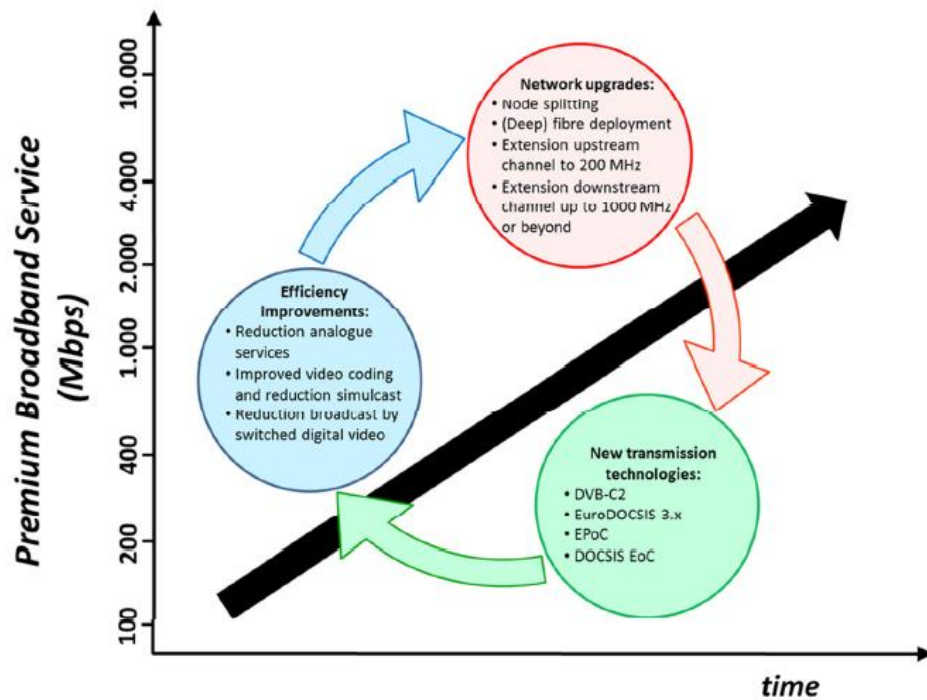 Premium Broadband Service
(Mbps)
10.000
4.000
2.000
1.000
400
200
100
Network upgrades:
• Node splitting
• (Deep) fibre deployment
• Extension upstream
channel to 200 MHz
• Extension downstream
channel up to 1000 MHz
or beyond
Efficiency
Improvements:
• Reduction analogue
services
• Improved video coding
and reduction simulcast
• Reduction broadcast by
switched digital video
New transmission
technologies:
• DVB-C2
• EuroDOCSIS 3.x
• EPoC
• DOCSIS EoC
time